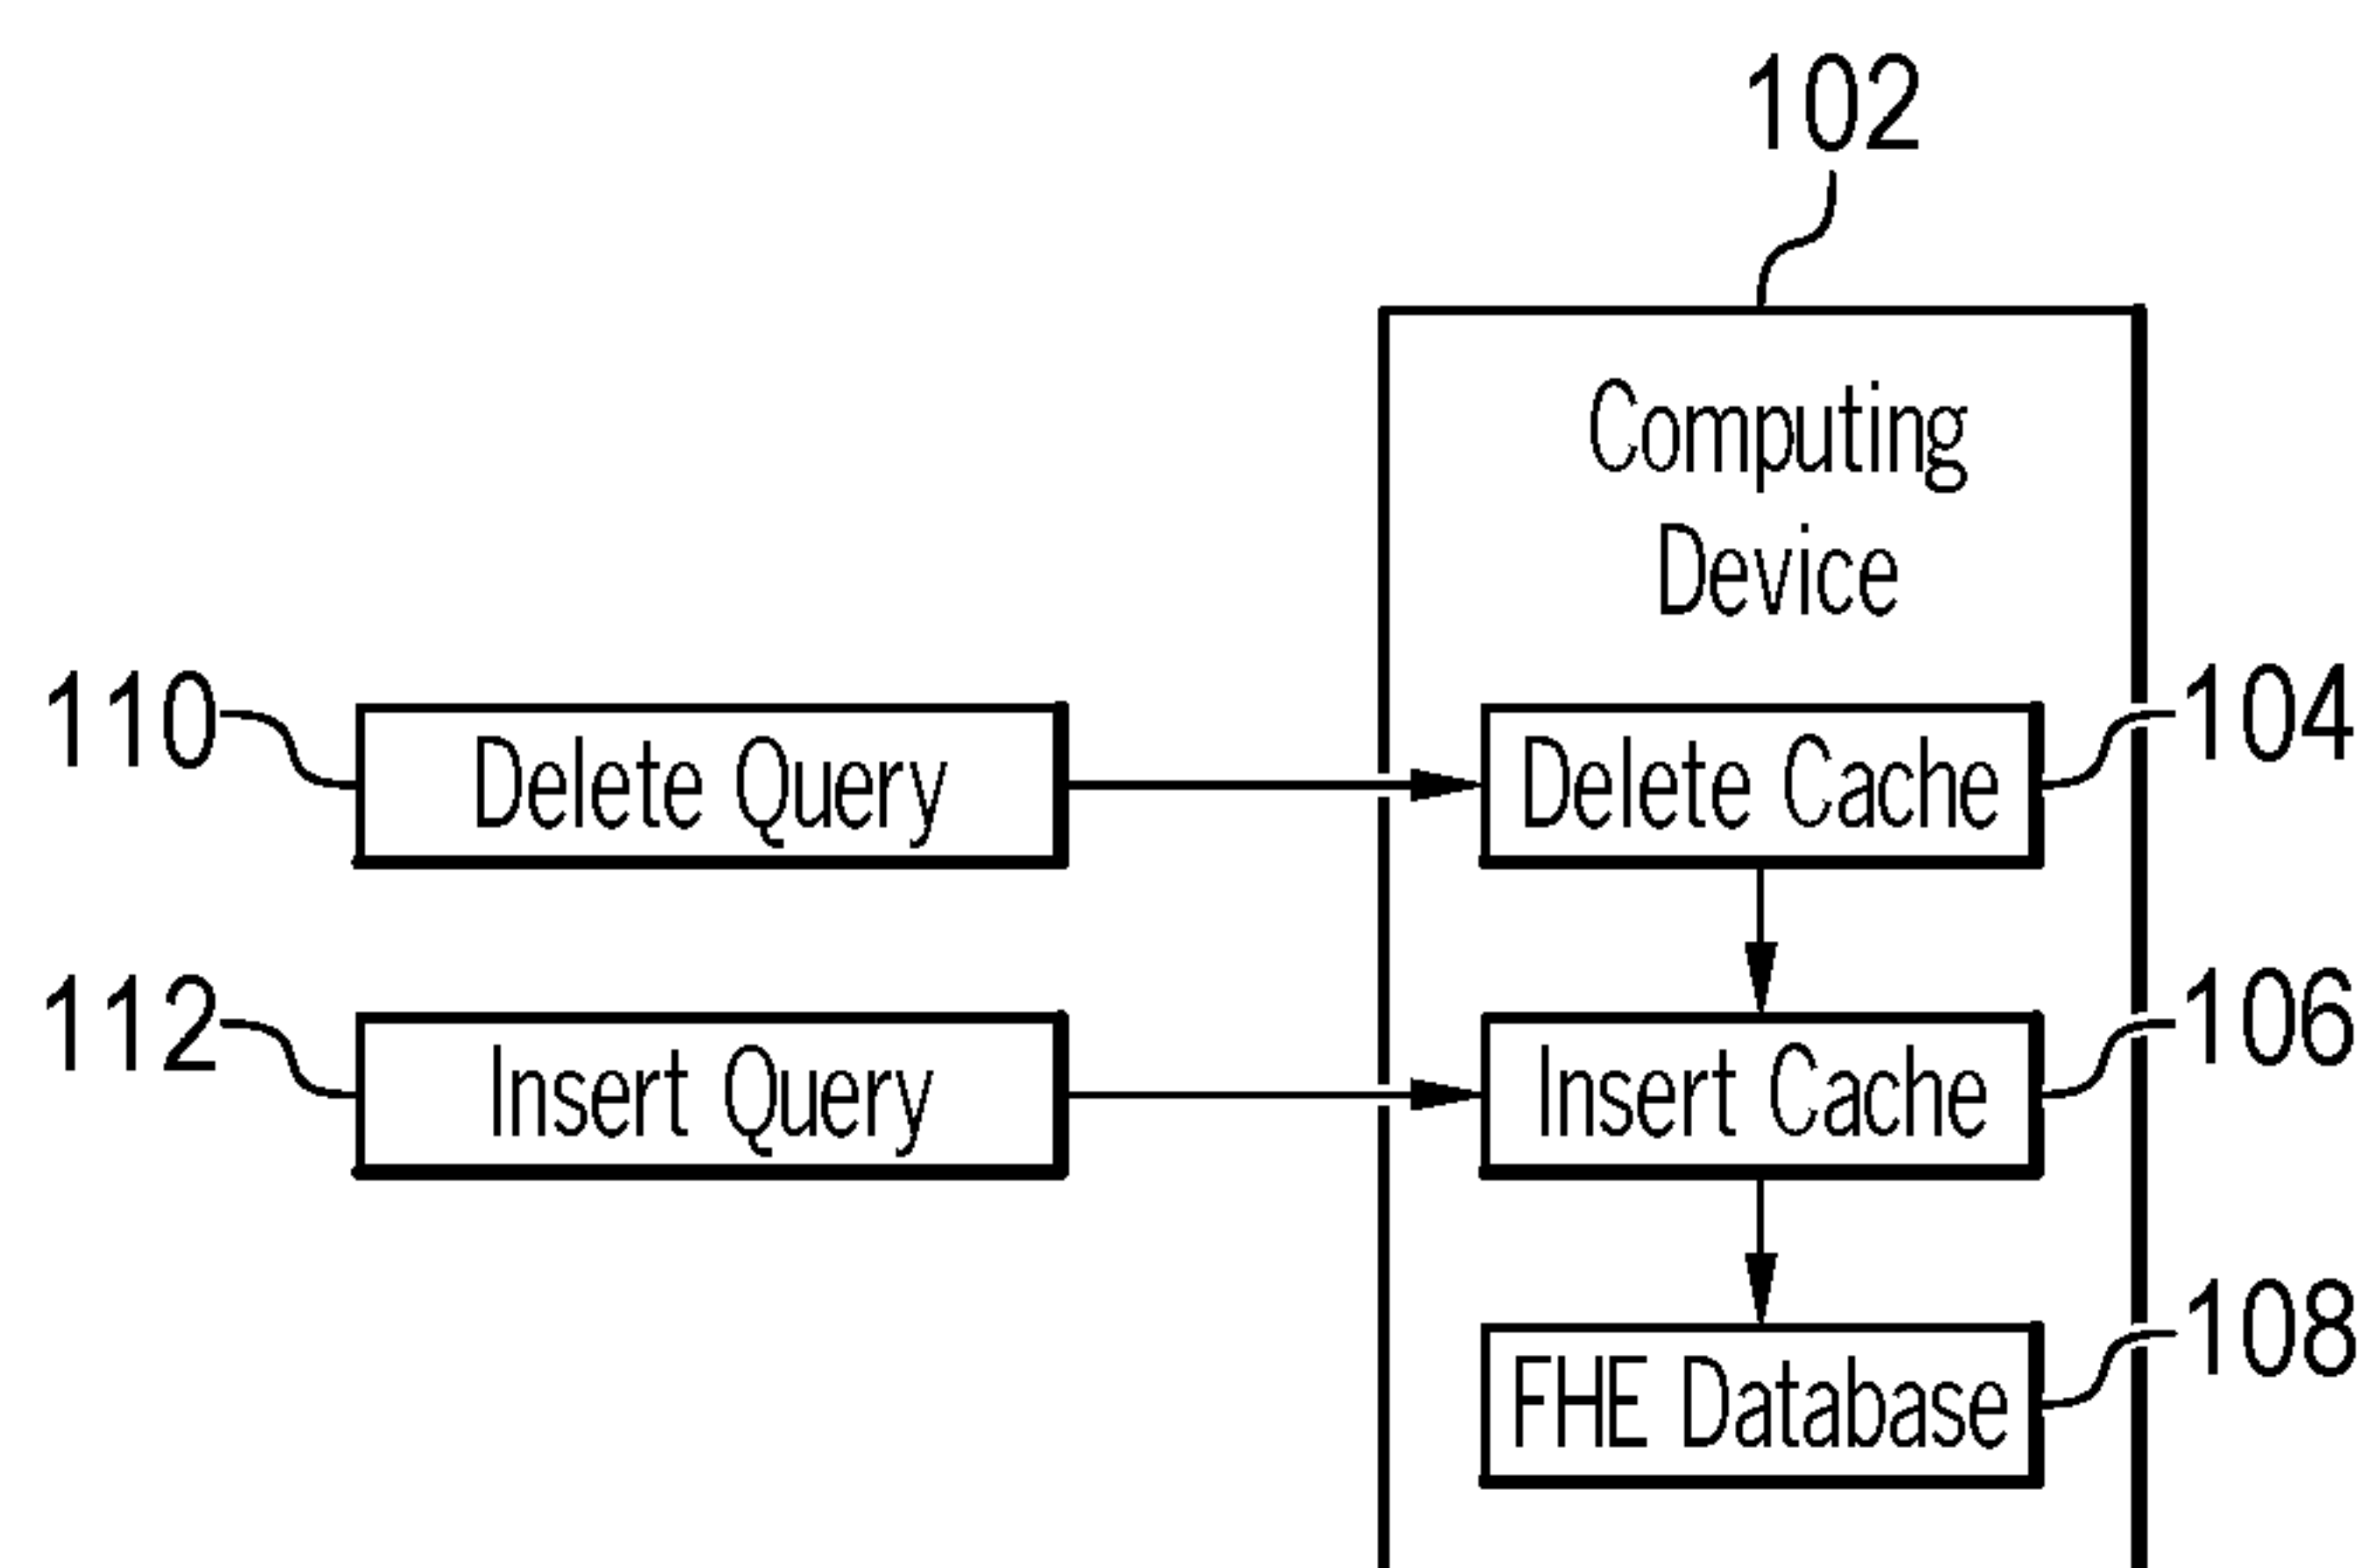 102
Computing
Device
110
Delete Query
Delete Cache
104
112
Insert Query
Insert Cache
106
FHE Database
108